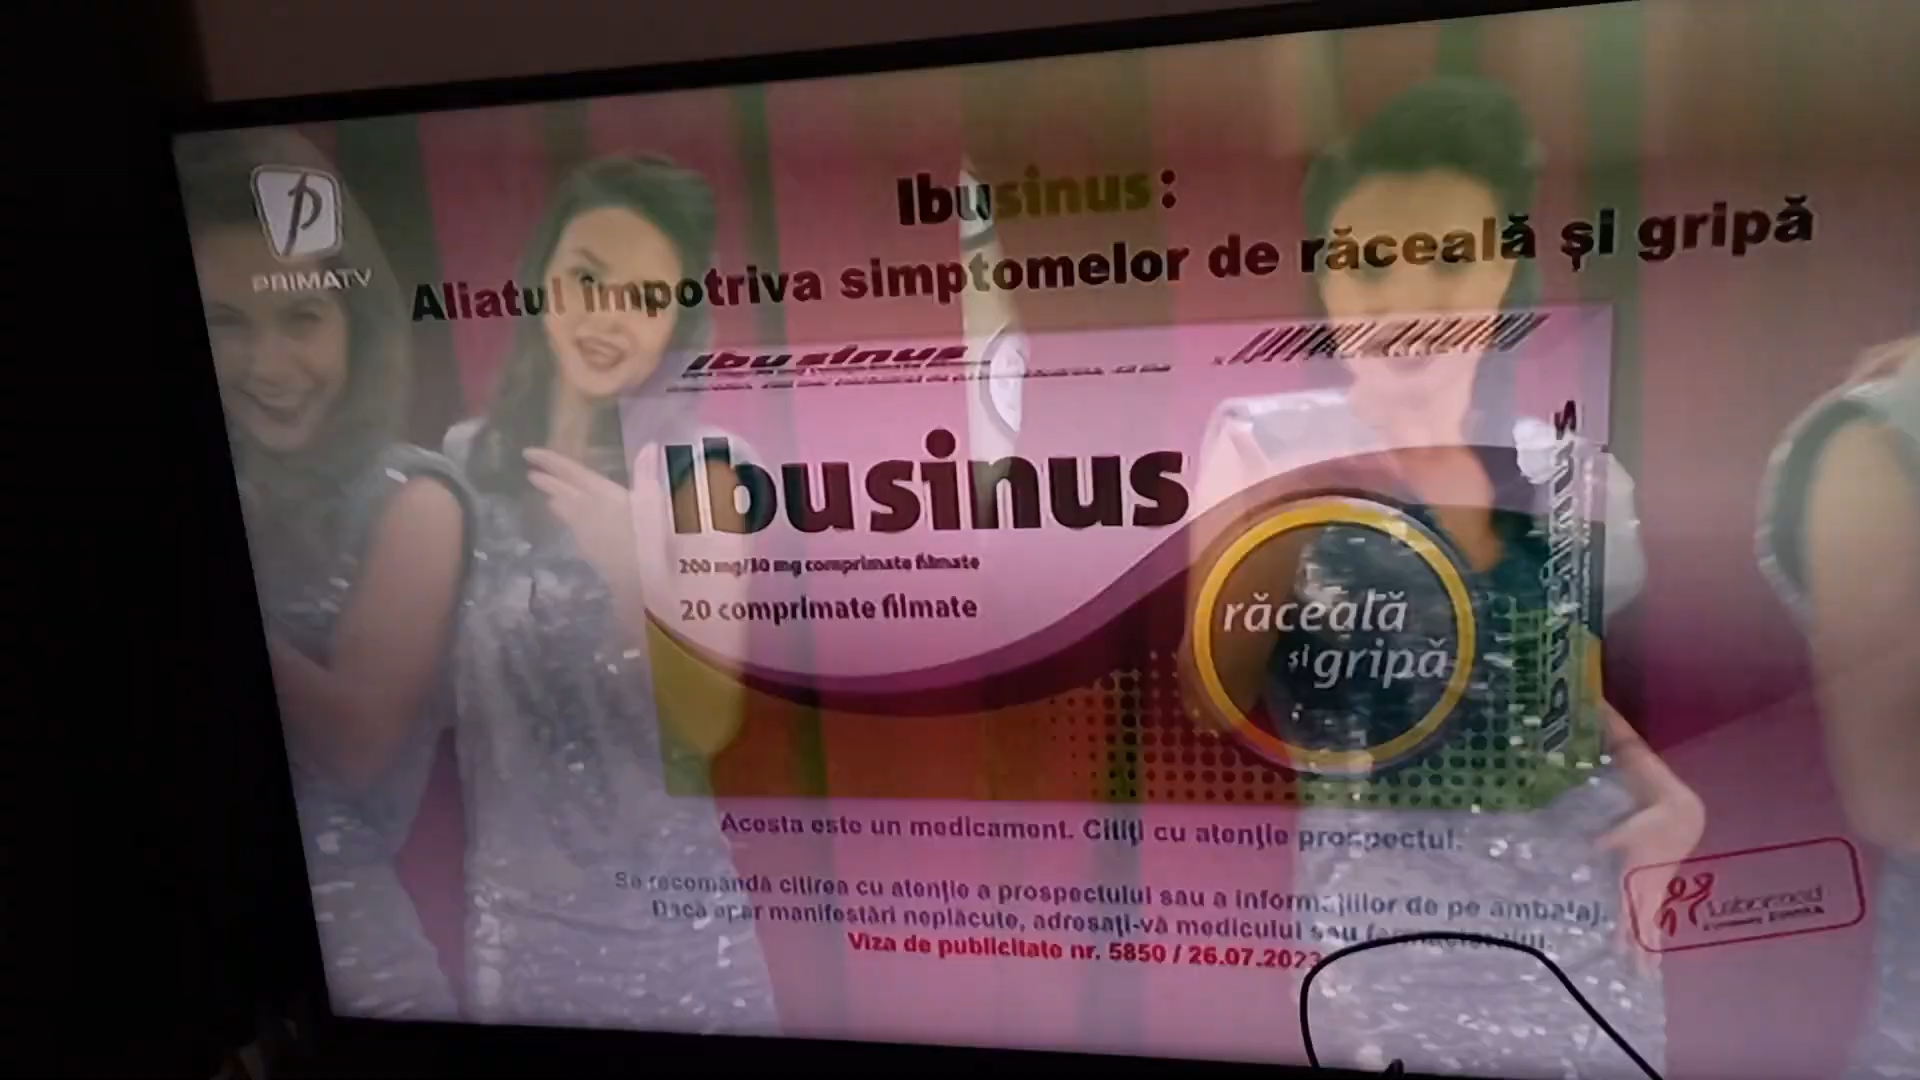 PRIMATV
Ibusinus:
Aliatul împotriva simptomelor de răceală și gripă
Ibusinus
Ibusinus
200 mg/30 mg comprimate filmate
20 comprimate filmate
răceală
și gripă
Ibusinus
Acesta este un medicament. Citiți cu atenție prospectul.
Se recomandă citirea cu atenție a prospectului sau a informațiilor de pe ambalaj.
Dacă apar manifestări neplăcute, adresați-vă medicului sau farmacistului.
Viza de publicitate nr. 5850 / 26.07.2023
Labormed